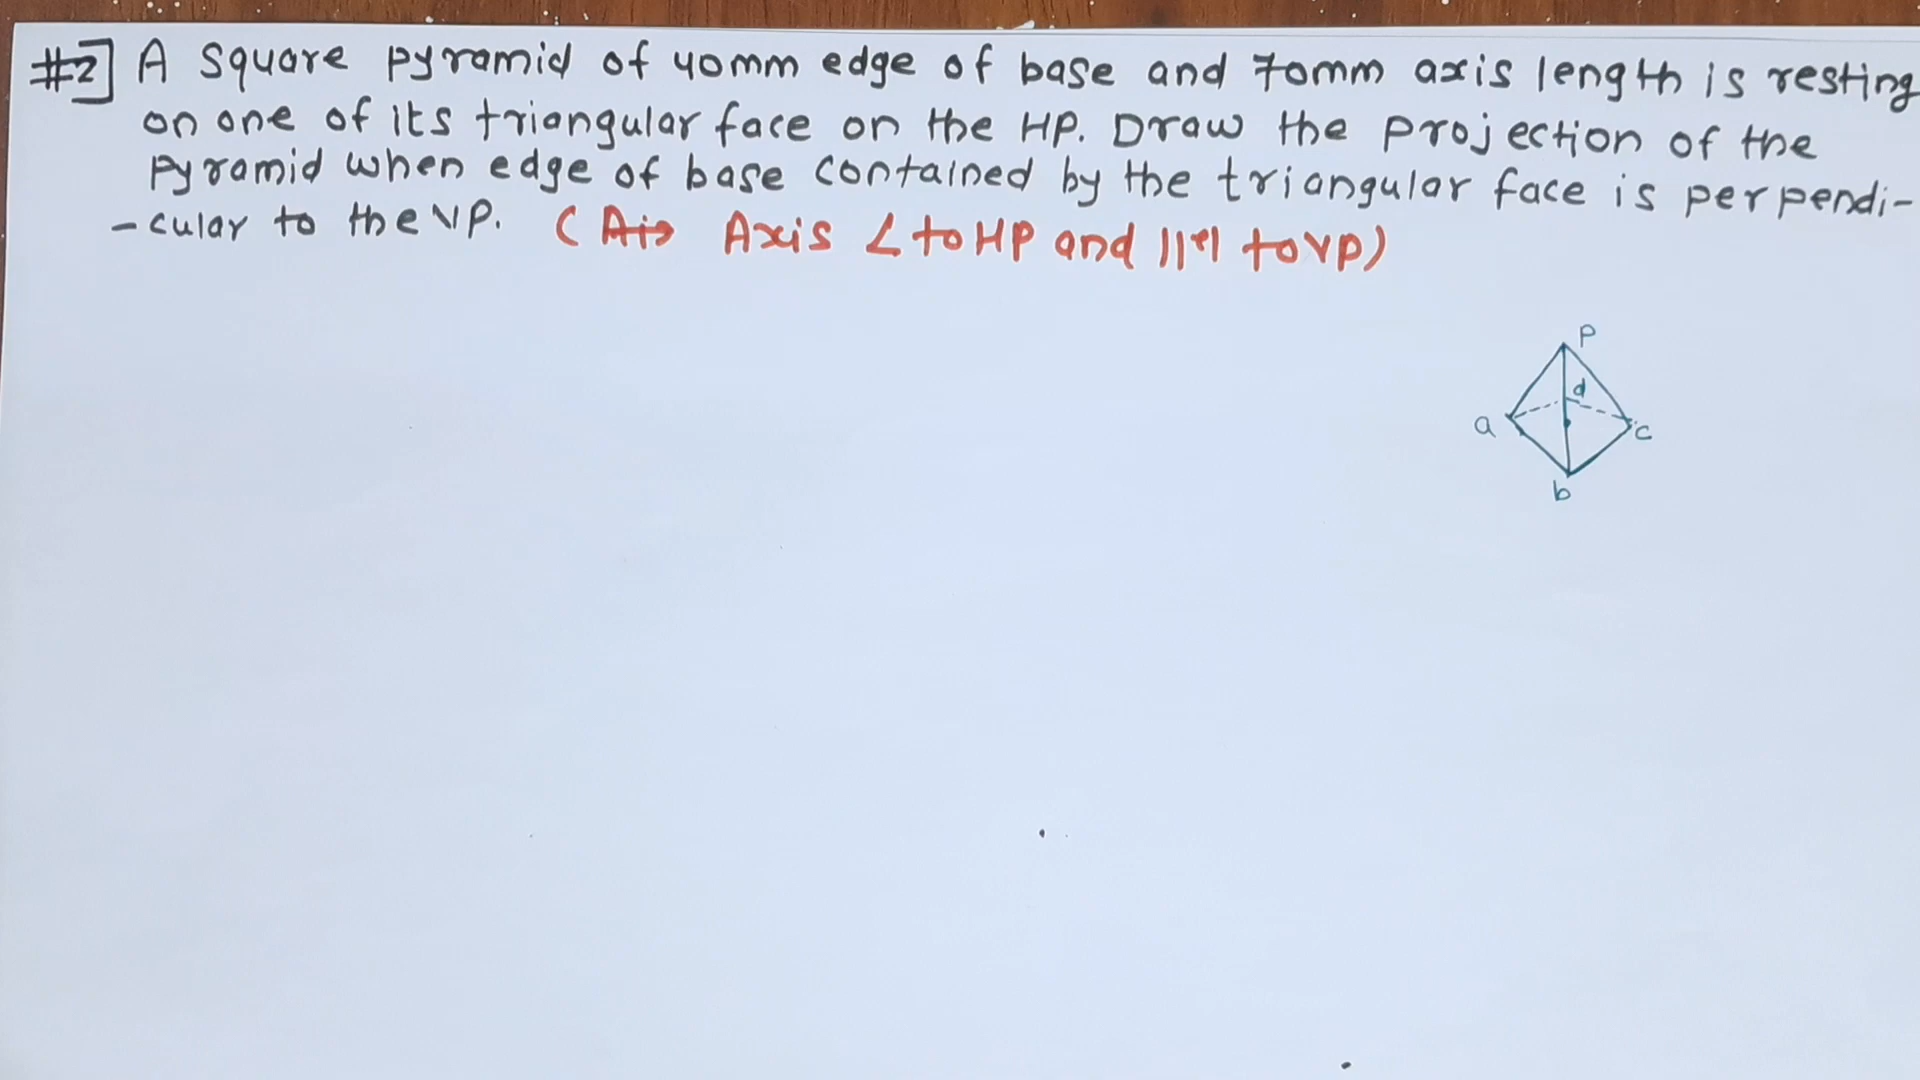 #2] A square pyramid of 40mm edge of base and 70mm axis length is resting
on one of its triangular face on the HP. Draw the projection of the
pyramid when edge of base contained by the triangular face is perpendi-
-cular to the VP. (Ais Axis ∠ to HP and ||el to VP)
P
d
a
c
b